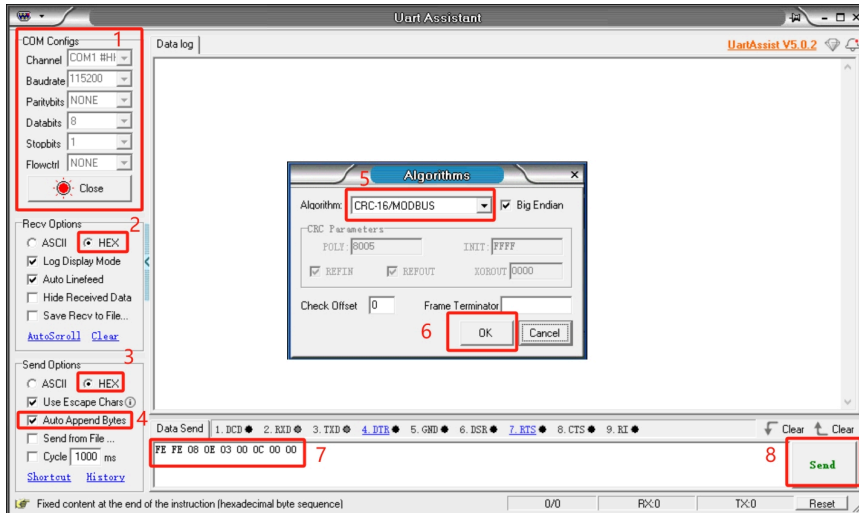 Uart Assistant
COM Configs
1
Channel COM1 #HI
Baudrate 115200
Paritybits NONE
Databits 8
Stopbits 1
Flowctrl NONE
Close
Recv Options
2
ASCII HEX
Log Display Mode
Auto Linefeed
Hide Received Data
Save Recv to File...
AutoScroll Clear
Send Options
3
ASCII HEX
Use Escape Chars
Auto Append Bytes 4
Send from File ...
Cycle 1000 ms
Shortcut History
Data log
UartAssist V5.0.2
Algorithms
5
Algorithm: CRC-16/MODBUS Big Endian
CRC Parameters
POLY: 8005 INIT: FFFF
REFIN REFOUT XOROUT 0000
Check Offset 0 Frame Terminator
6 OK Cancel
Data Send 1. DCD 2. RXD 3. TXD 4. DTR 5. GND 6. DSR 7. RTS 8. CTS 9. RI Clear Clear
FE FE 08 0E 03 00 0C 00 00
7
8 Send
Fixed content at the end of the instruction (hexadecimal byte sequence) 0/0 RX:0 TX:0 Reset